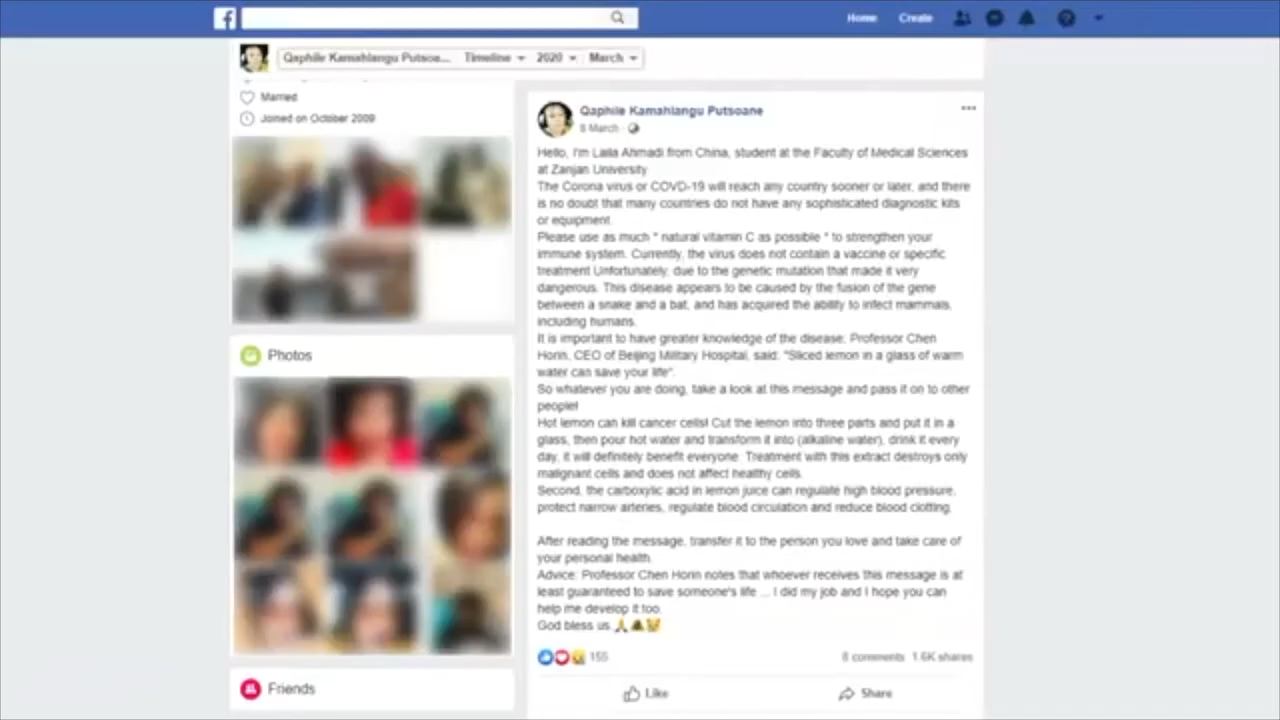 f
Home Create
Qaphile Kamahlangu Putsoa... Timeline 2020 March
Married
Joined on October 2009
Photos
Friends
Qaphile Kamahlangu Putsoane
8 March ·
Hello, I'm Laila Ahmadi from China, student at the Faculty of Medical Sciences
at Zanjan University
The Corona virus or COVD-19 will reach any country sooner or later, and there
is no doubt that many countries do not have any sophisticated diagnostic kits
or equipment.
Please use as much * natural vitamin C as possible * to strengthen your
immune system. Currently, the virus does not contain a vaccine or specific
treatment Unfortunately, due to the genetic mutation that made it very
dangerous. This disease appears to be caused by the fusion of the gene
between a snake and a bat, and has acquired the ability to infect mammals,
including humans.
It is important to have greater knowledge of the disease: Professor Chen
Horin, CEO of Beijing Military Hospital, said: "Sliced lemon in a glass of warm
water can save your life".
So whatever you are doing, take a look at this message and pass it on to other
people!
Hot lemon can kill cancer cells! Cut the lemon into three parts and put it in a
glass, then pour hot water and transform it into (alkaline water), drink it every
day, it will definitely benefit everyone. Treatment with this extract destroys only
malignant cells and does not affect healthy cells.
Second, the carboxylic acid in lemon juice can regulate high blood pressure,
protect narrow arteries, regulate blood circulation and reduce blood clotting.
After reading the message, transfer it to the person you love and take care of
your personal health.
Advice: Professor Chen Horin notes that whoever receives this message is at
least guaranteed to save someone's life ... I did my job and I hope you can
help me develop it too.
God bless us 🙏
155 8 comments 1.6K shares
Like Share